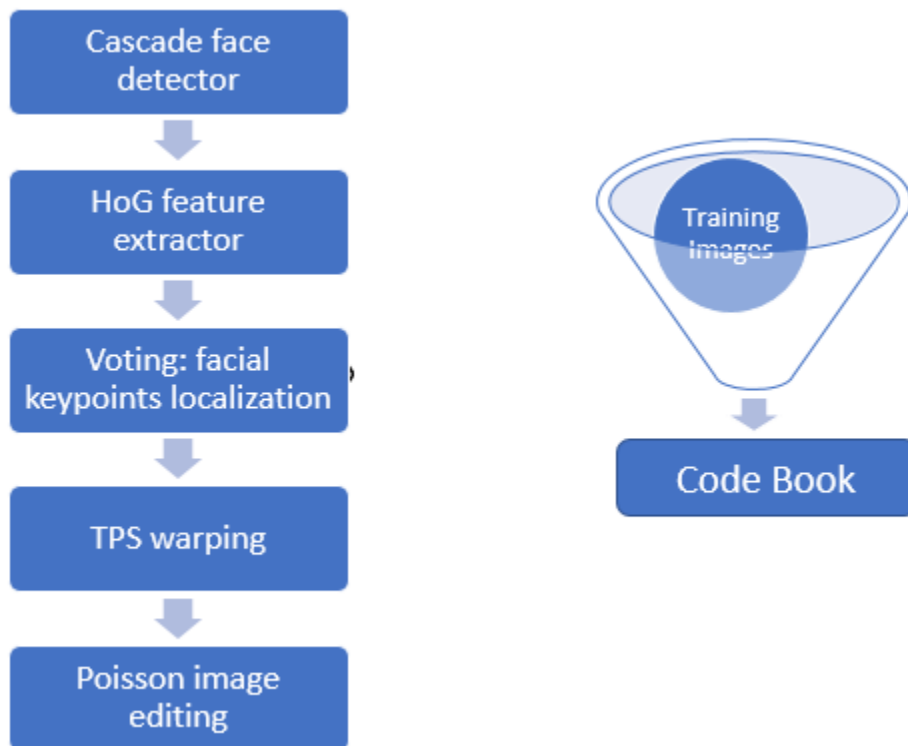 Cascade face
detector
HoG feature
extractor
Voting: facial
keypoints localization
TPS warping
Poisson image
editing
Training
Images
Code Book